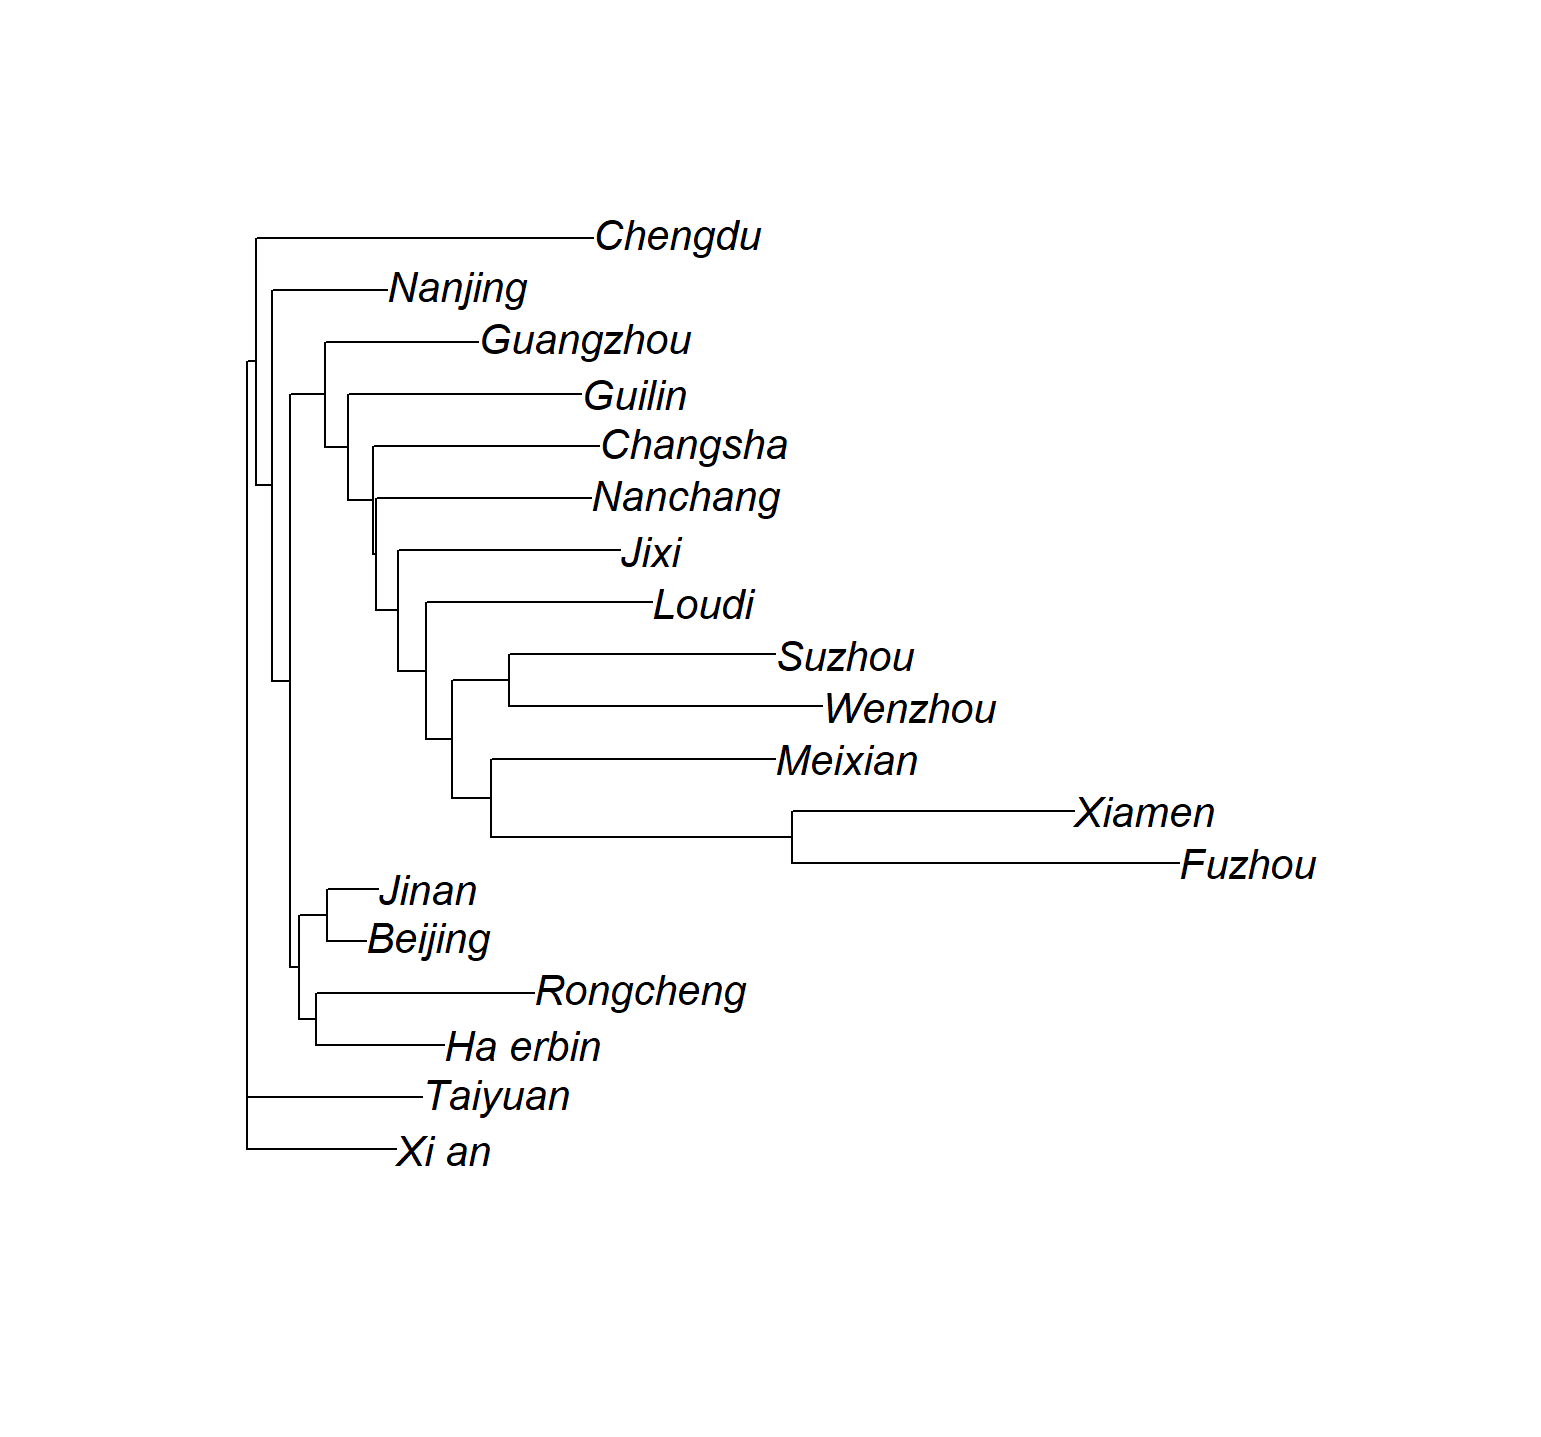 Chengdu
Nanjing
Guangzhou
Guilin
Changsha
Nanchang
Jixi
Loudi
Suzhou
Wenzhou
Meixian
Xiamen
Fuzhou
Jinan
Beijing
Rongcheng
Ha erbin
Taiyuan
Xi an